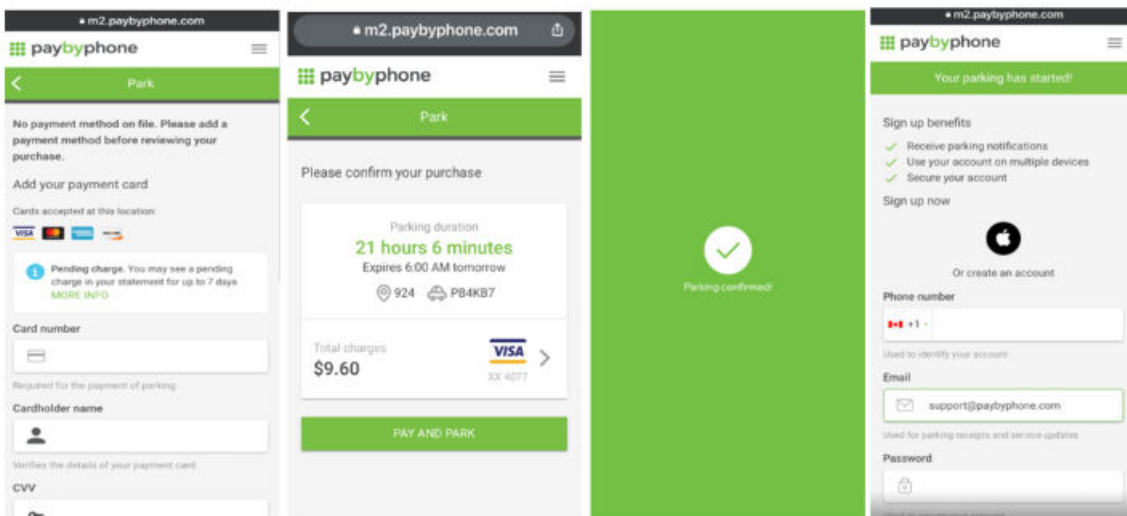 m2.paybyphone.com
paybyphone
Park
No payment method on file. Please add a
payment method before reviewing your
purchase.
Add your payment card
Cards accepted at this location:
VISA
Pending charge. You may see a pending
charge in your statement for up to 7 days
MORE INFO
Card number
Required for the payment of parking
Cardholder name
Verifies the details of your payment card
CVV
m2.paybyphone.com
paybyphone
Park
Please confirm your purchase
Parking duration
21 hours 6 minutes
Expires 6:00 AM tomorrow
924 PB4KB7
Total charges
$9.60
VISA
XX 4077
PAY AND PARK
Parking confirmed!
m2.paybyphone.com
paybyphone
Your parking has started!
Sign up benefits
Receive parking notifications
Use your account on multiple devices
Secure your account
Sign up now
Or create an account
Phone number
+1
Used to identify your account
Email
support@paybyphone.com
Used for parking receipts and service updates
Password